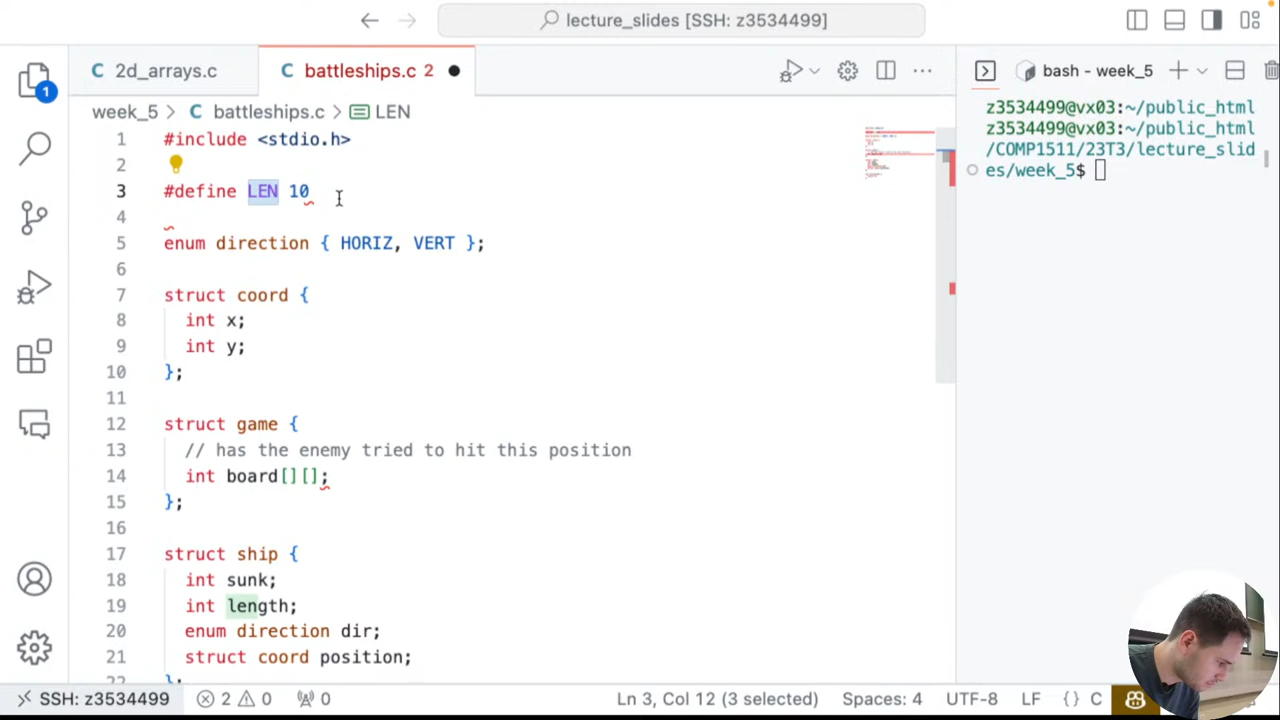 lecture_slides [SSH: z3534499]
C 2d_arrays.c
C battleships.c 2
bash - week_5
week_5 > C battleships.c > LEN
1 #include <stdio.h>
2
3 #define LEN 10
4
5 enum direction { HORIZ, VERT };
6
7 struct coord {
8 int x;
9 int y;
10 };
11
12 struct game {
13 // has the enemy tried to hit this position
14 int board[][];
15 };
16
17 struct ship {
18 int sunk;
19 int length;
20 enum direction dir;
21 struct coord position;
z3534499@vx03:~/public_html
z3534499@vx03:~/public_html
/COMP1511/23T3/lecture_slid
es/week_5$
1
SSH: z3534499
2 0
0
Ln 3, Col 12 (3 selected)
Spaces: 4
UTF-8
LF
{} C